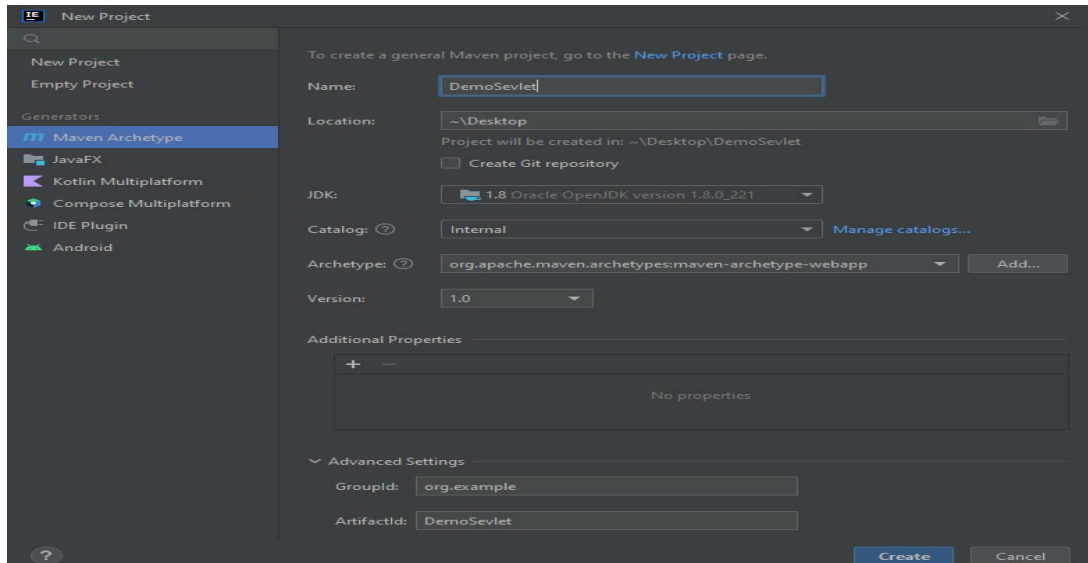 New Project
New Project
Empty Project
Generators
Maven Archetype
JavaFX
Kotlin Multiplatform
Compose Multiplatform
IDE Plugin
Android
To create a general Maven project, go to the New Project page.
Name: DemoSevlet
Location: ~\Desktop
Project will be created in: ~\Desktop\DemoSevlet
Create Git repository
JDK: 1.8 Oracle OpenJDK version 1.8.0_221
Catalog: ? Internal Manage catalogs...
Archetype: ? org.apache.maven.archetypes:maven-archetype-webapp Add...
Version: 1.0
Additional Properties
+ −
No properties
Advanced Settings
GroupId: org.example
ArtifactId: DemoSevlet
? Create Cancel